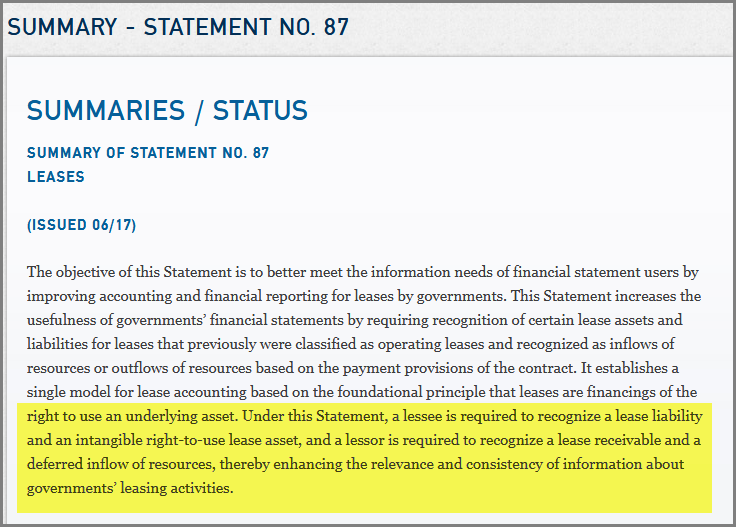 SUMMARY - STATEMENT NO. 87
SUMMARIES / STATUS
SUMMARY OF STATEMENT NO. 87
LEASES
(ISSUED 06/17)
The objective of this Statement is to better meet the information needs of financial statement users by
improving accounting and financial reporting for leases by governments. This Statement increases the
usefulness of governments’ financial statements by requiring recognition of certain lease assets and
liabilities for leases that previously were classified as operating leases and recognized as inflows of
resources or outflows of resources based on the payment provisions of the contract. It establishes a
single model for lease accounting based on the foundational principle that leases are financings of the
right to use an underlying asset. Under this Statement, a lessee is required to recognize a lease liability
and an intangible right-to-use lease asset, and a lessor is required to recognize a lease receivable and a
deferred inflow of resources, thereby enhancing the relevance and consistency of information about
governments’ leasing activities.